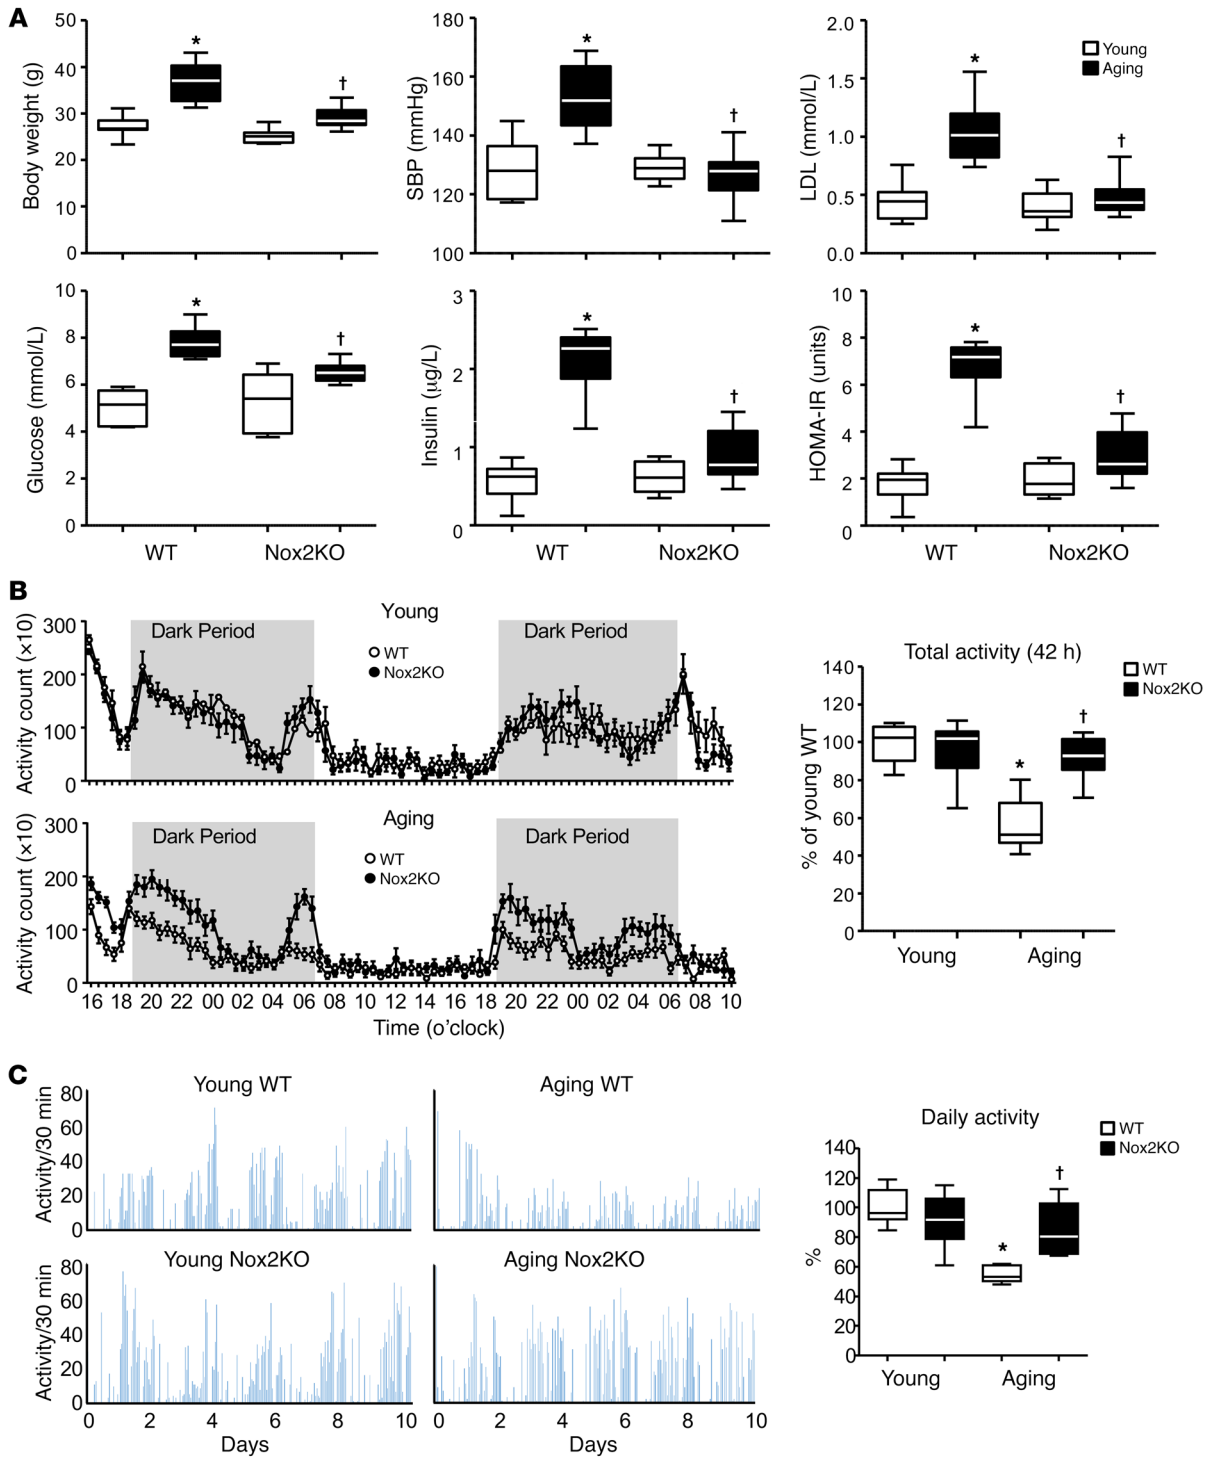 A
Body weight (g)
50
40
30
20
10
0
*
†
SBP (mmHg)
180
160
140
120
100
*
†
LDL (mmol/L)
2.0
1.5
1.0
0.5
0.0
*
†
Young
Aging
Glucose (mmol/L)
10
8
6
4
2
0
*
†
WT
Nox2KO
Insulin (μg/L)
3
2
1
0
*
†
WT
Nox2KO
HOMA-IR (units)
10
8
6
4
2
0
*
†
WT
Nox2KO
B
Young
Activity count (×10)
300
200
100
0
Dark Period
Dark Period
WT
Nox2KO
Aging
Activity count (×10)
300
200
100
0
Dark Period
Dark Period
WT
Nox2KO
16 18 20 22 00 02 04 06 08 10 12 14 16 18 20 22 00 02 04 06 08 10
Time (o'clock)
Total activity (42 h)
WT
Nox2KO
% of young WT
140
120
100
80
60
40
20
0
*
†
Young
Aging
C
Young WT
Activity/30 min
80
60
40
20
0
Aging WT
Young Nox2KO
Activity/30 min
80
60
40
20
0
0 2 4 6 8 10
Days
Aging Nox2KO
0 2 4 6 8 10
Days
Daily activity
WT
Nox2KO
%
140
120
100
80
60
40
20
0
*
†
Young
Aging